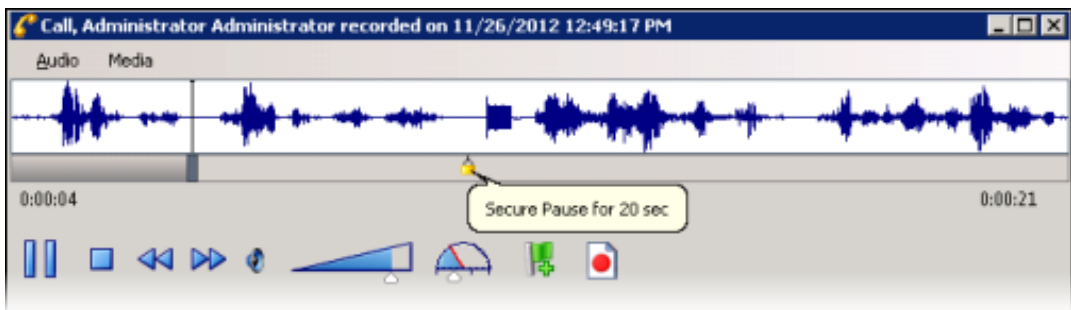 Call, Administrator Administrator recorded on 11/26/2012 12:49:17 PM
Audio Media
0:00:04 0:00:21
Secure Pause for 20 sec